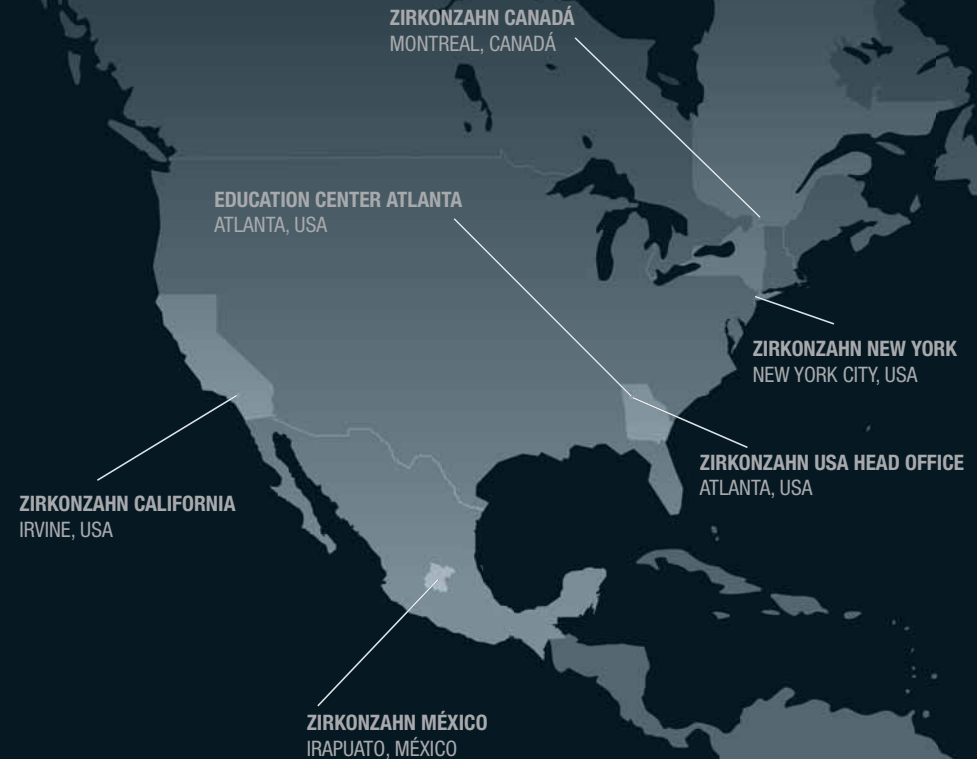 ZIRKONZAHN CANADÁ
MONTREAL, CANADÁ
EDUCATION CENTER ATLANTA
ATLANTA, USA
ZIRKONZAHN NEW YORK
NEW YORK CITY, USA
ZIRKONZAHN USA HEAD OFFICE
ATLANTA, USA
ZIRKONZAHN CALIFORNIA
IRVINE, USA
ZIRKONZAHN MÉXICO
IRAPUATO, MÉXICO